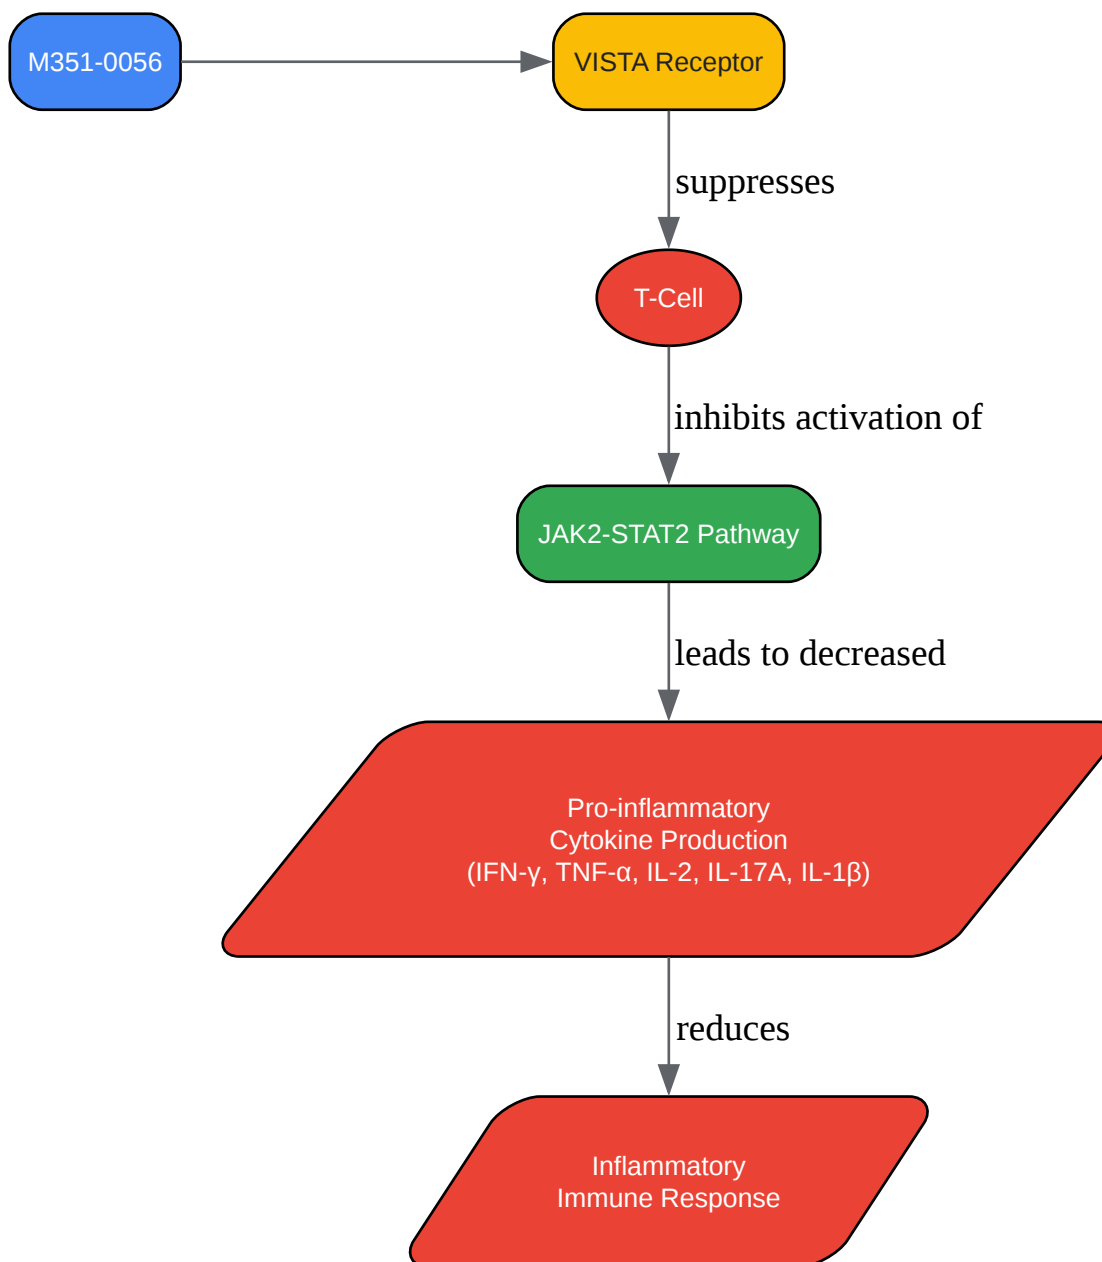 M351-0056
VISTA Receptor
suppresses
T-Cell
inhibits activation of
JAK2-STAT2 Pathway
leads to decreased
Pro-inflammatory
Cytokine Production
(IFN-γ, TNF-α, IL-2, IL-17A, IL-1β)
reduces
Inflammatory
Immune Response